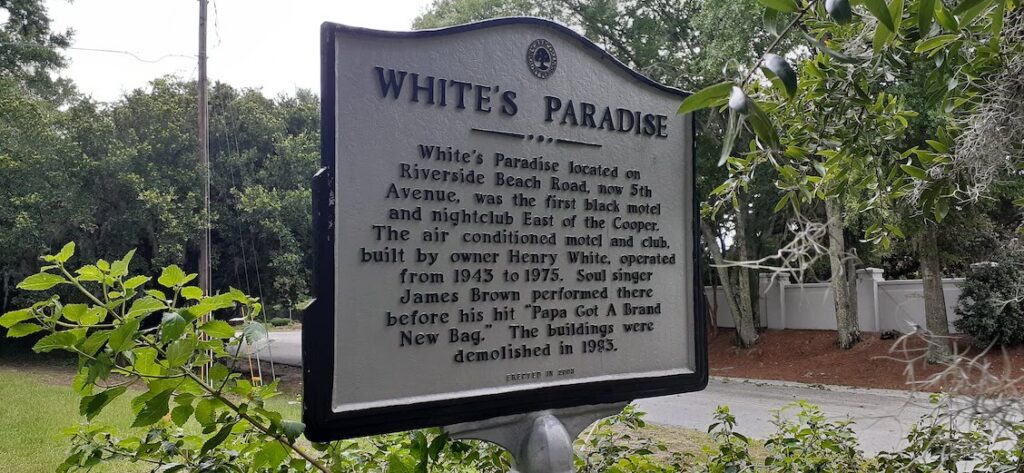 WHITE'S PARADISE
White's Paradise located on
Riverside Beach Road, now 5th
Avenue, was the first black motel
and nightclub East of the Cooper.
The air conditioned motel and club,
built by owner Henry White, operated
from 1943 to 1975. Soul singer
James Brown performed there
before his hit "Papa Got A Brand
New Bag." The buildings were
demolished in 1993.
ERECTED IN